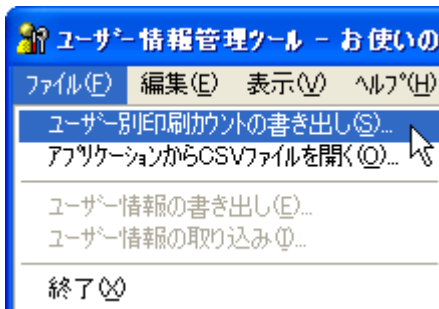 ユーザー情報管理ツール - お使いの
ファイル(F) 編集(E) 表示(V) ヘルプ(H)
ユーザー別印刷カウントの書き出し(S)...
アプリケーションからCSVファイルを開く(O)...
ユーザー情報の書き出し(E)...
ユーザー情報の取り込み(I)...
終了(X)